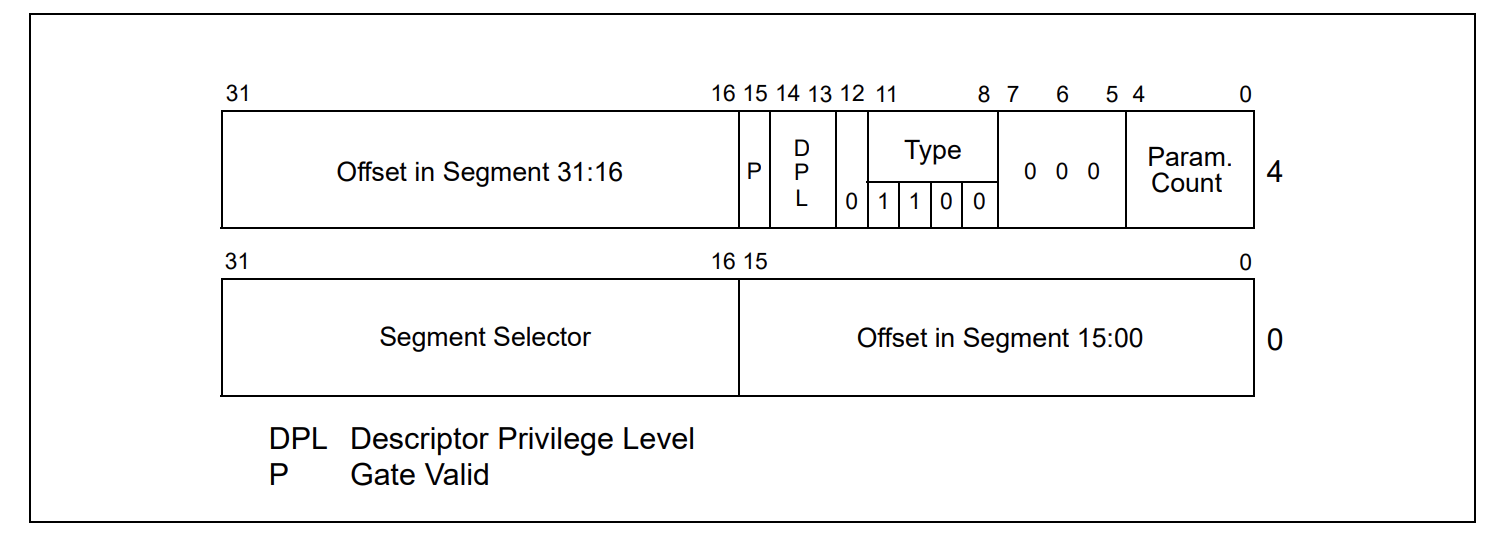 31 16 15 14 13 12 11 8 7 6 5 4 0
Offset in Segment 31:16 P D P L 0 Type 1 1 0 0 0 0 0 Param. Count 4
31 16 15 0
Segment Selector Offset in Segment 15:00 0
DPL Descriptor Privilege Level
P Gate Valid